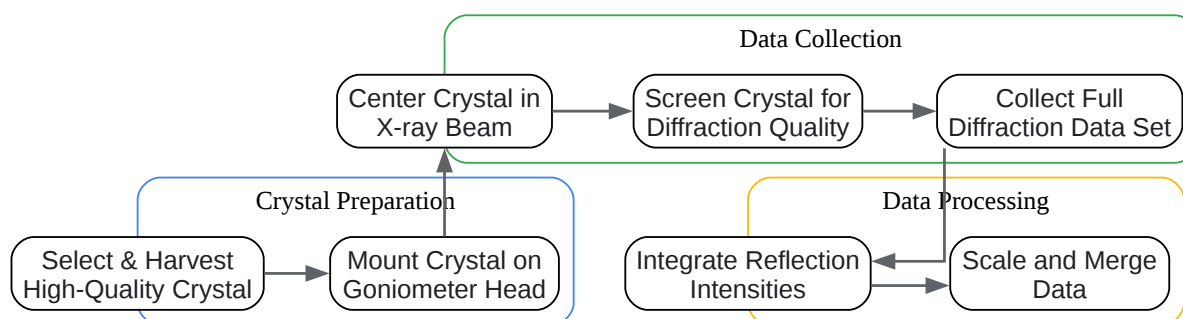 Data Collection
Center Crystal in
X-ray Beam
Screen Crystal for
Diffraction Quality
Collect Full
Diffraction Data Set
Crystal Preparation
Select & Harvest
High-Quality Crystal
Mount Crystal on
Goniometer Head
Data Processing
Integrate Reflection
Intensities
Scale and Merge
Data